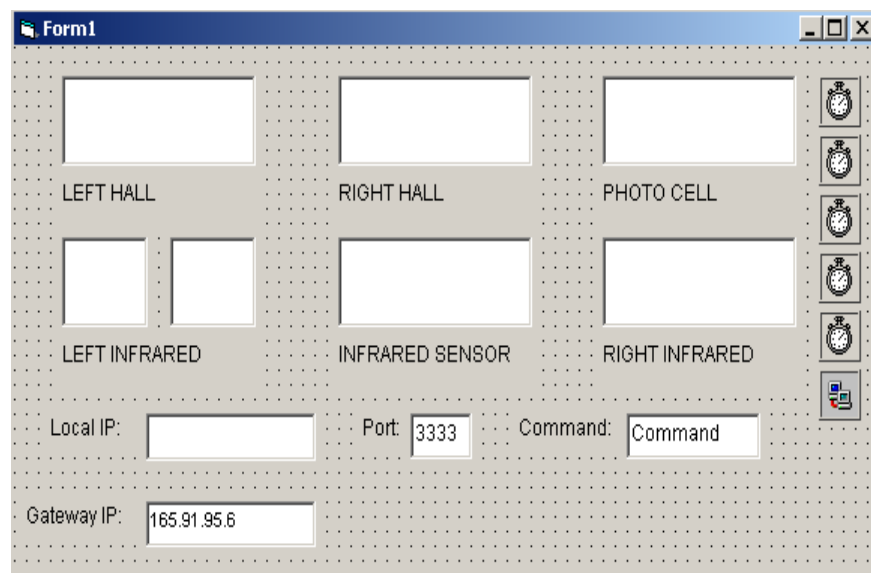 Form1
LEFT HALL RIGHT HALL PHOTO CELL
LEFT INFRARED INFRARED SENSOR RIGHT INFRARED
Local IP: Port: 3333 Command: Command
Gateway IP: 165.91.95.6